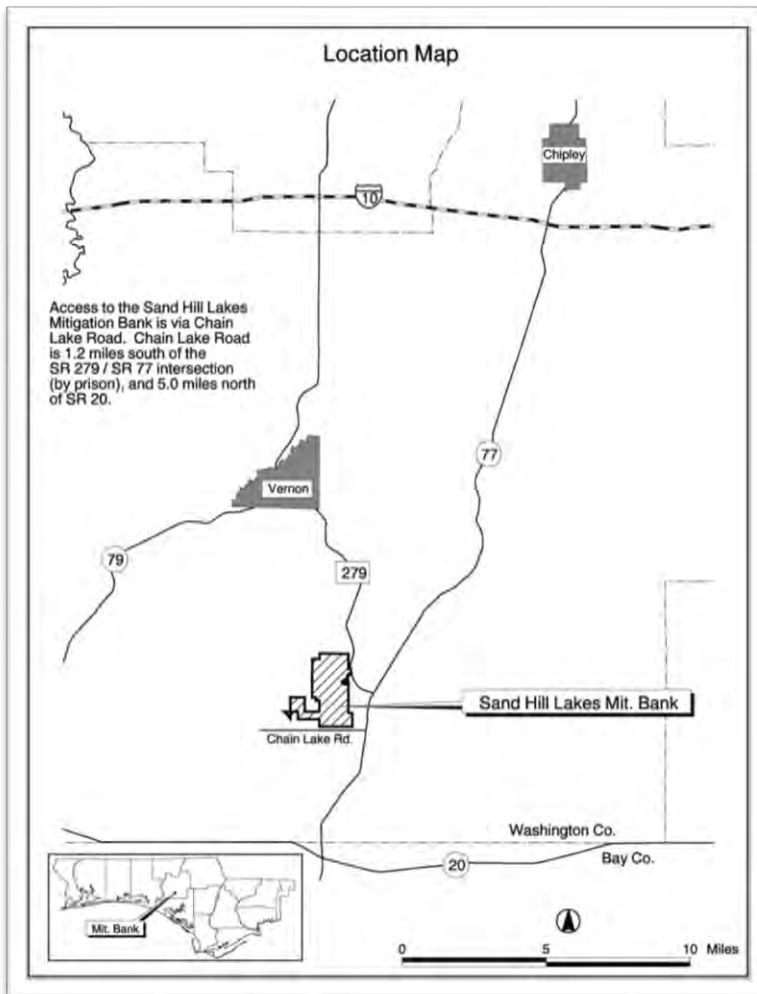 Location Map
Chipley
10
Access to the Sand Hill Lakes
Mitigation Bank is via Chain
Lake Road. Chain Lake Road
is 1.2 miles south of the
SR 279 / SR 77 intersection
(by prison), and 5.0 miles north
of SR 20.
77
Vernon
79
279
Sand Hill Lakes Mit. Bank
Chain Lake Rd.
Washington Co.
Bay Co.
20
Mit. Bank
0 5 10 Miles